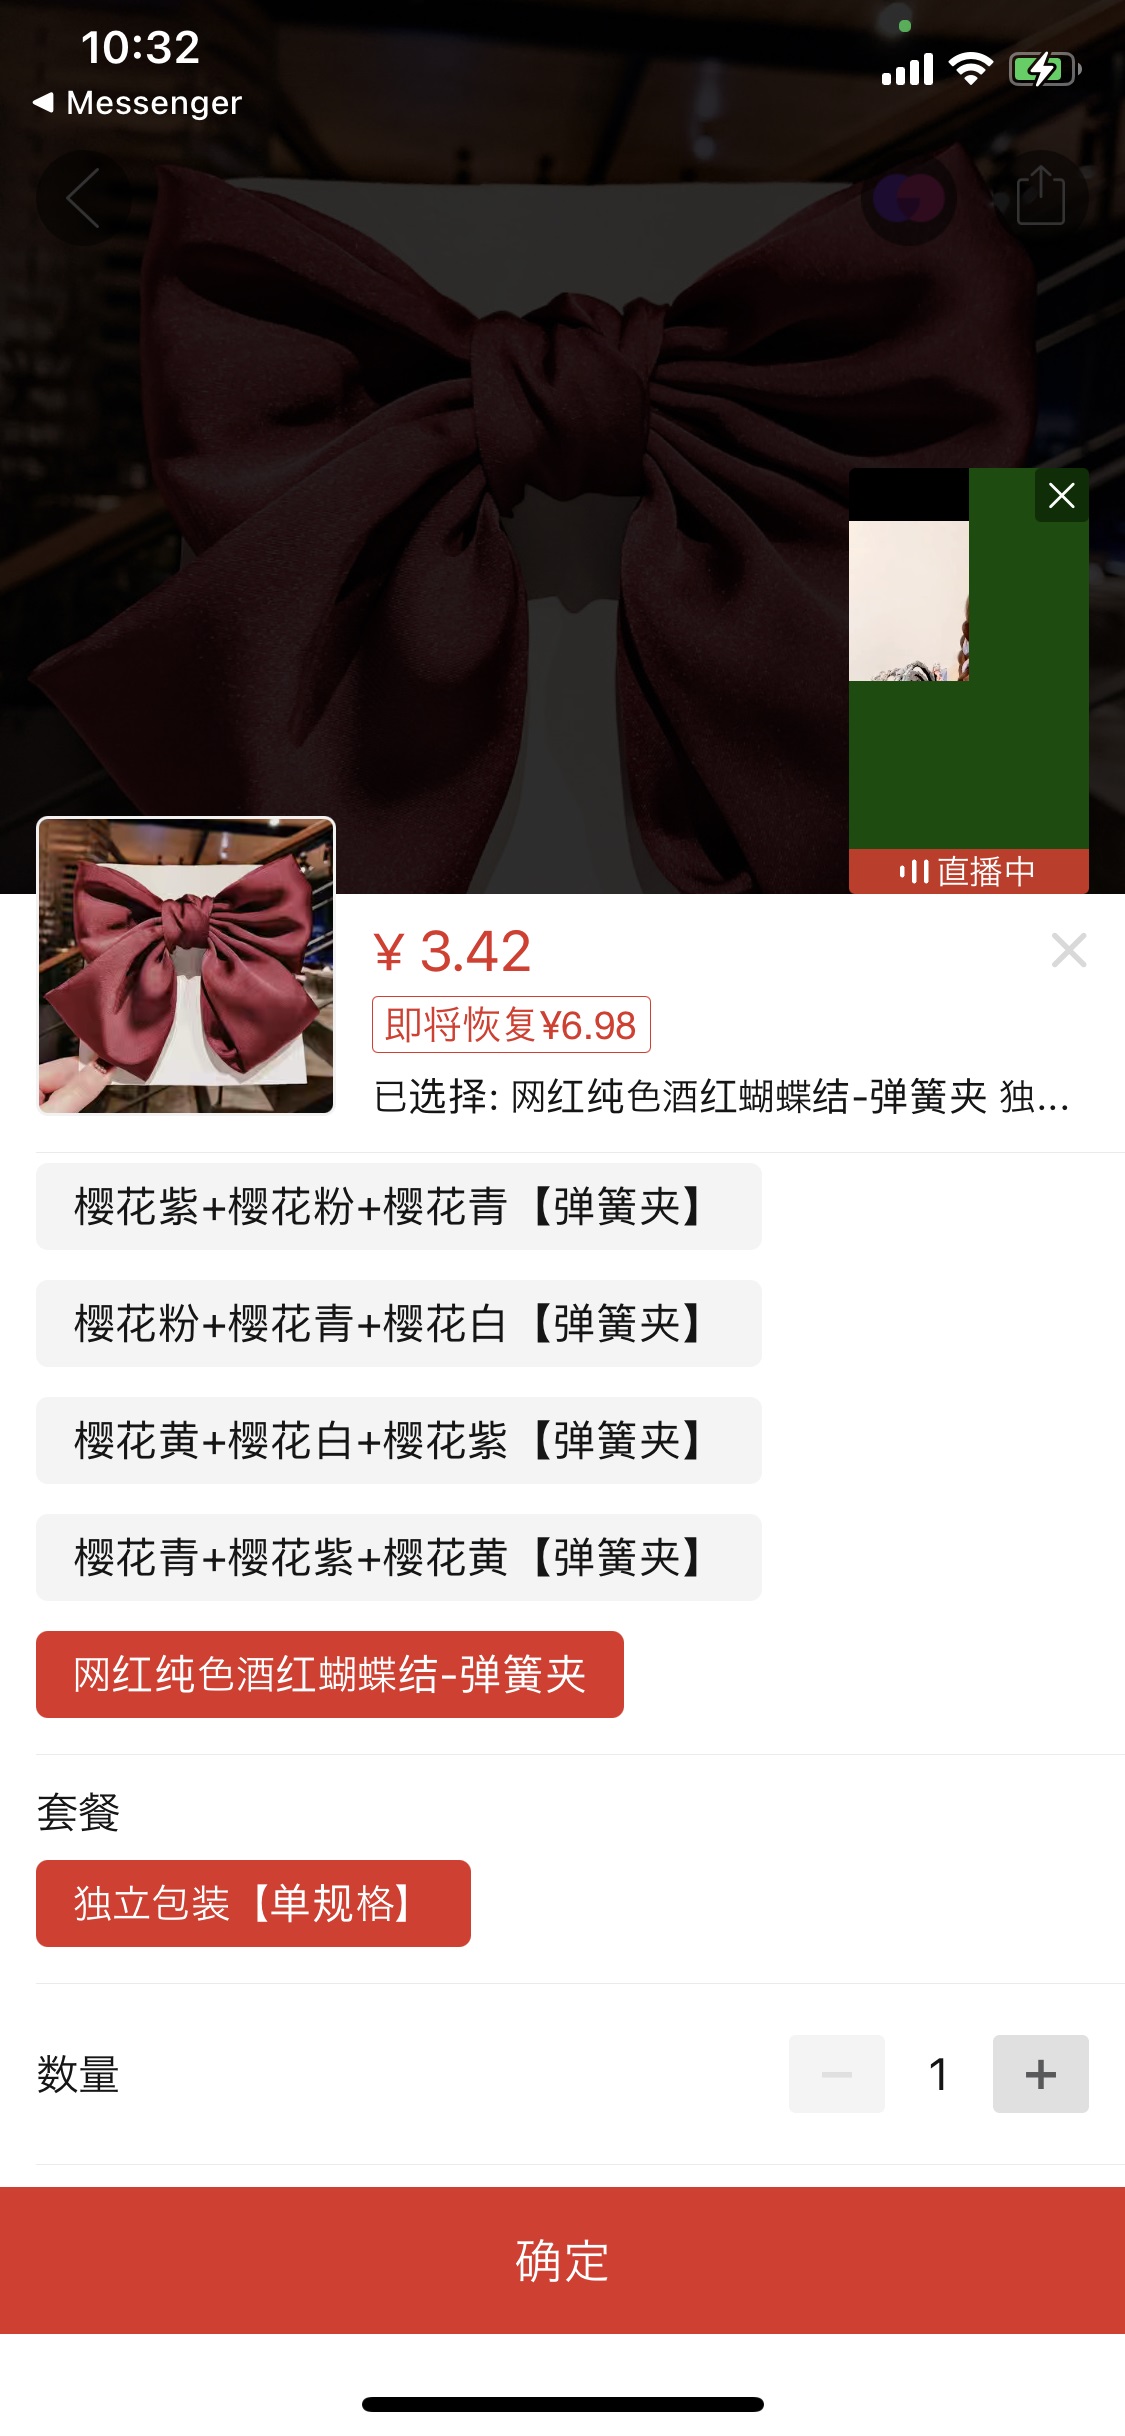 10:32
Messenger
直播中
¥ 3.42
即将恢复¥6.98
已选择: 网红纯色酒红蝴蝶结-弹簧夹 独...
樱花紫+樱花粉+樱花青【弹簧夹】
樱花粉+樱花青+樱花白【弹簧夹】
樱花黄+樱花白+樱花紫【弹簧夹】
樱花青+樱花紫+樱花黄【弹簧夹】
网红纯色酒红蝴蝶结-弹簧夹
套餐
独立包装【单规格】
数量
1
确定